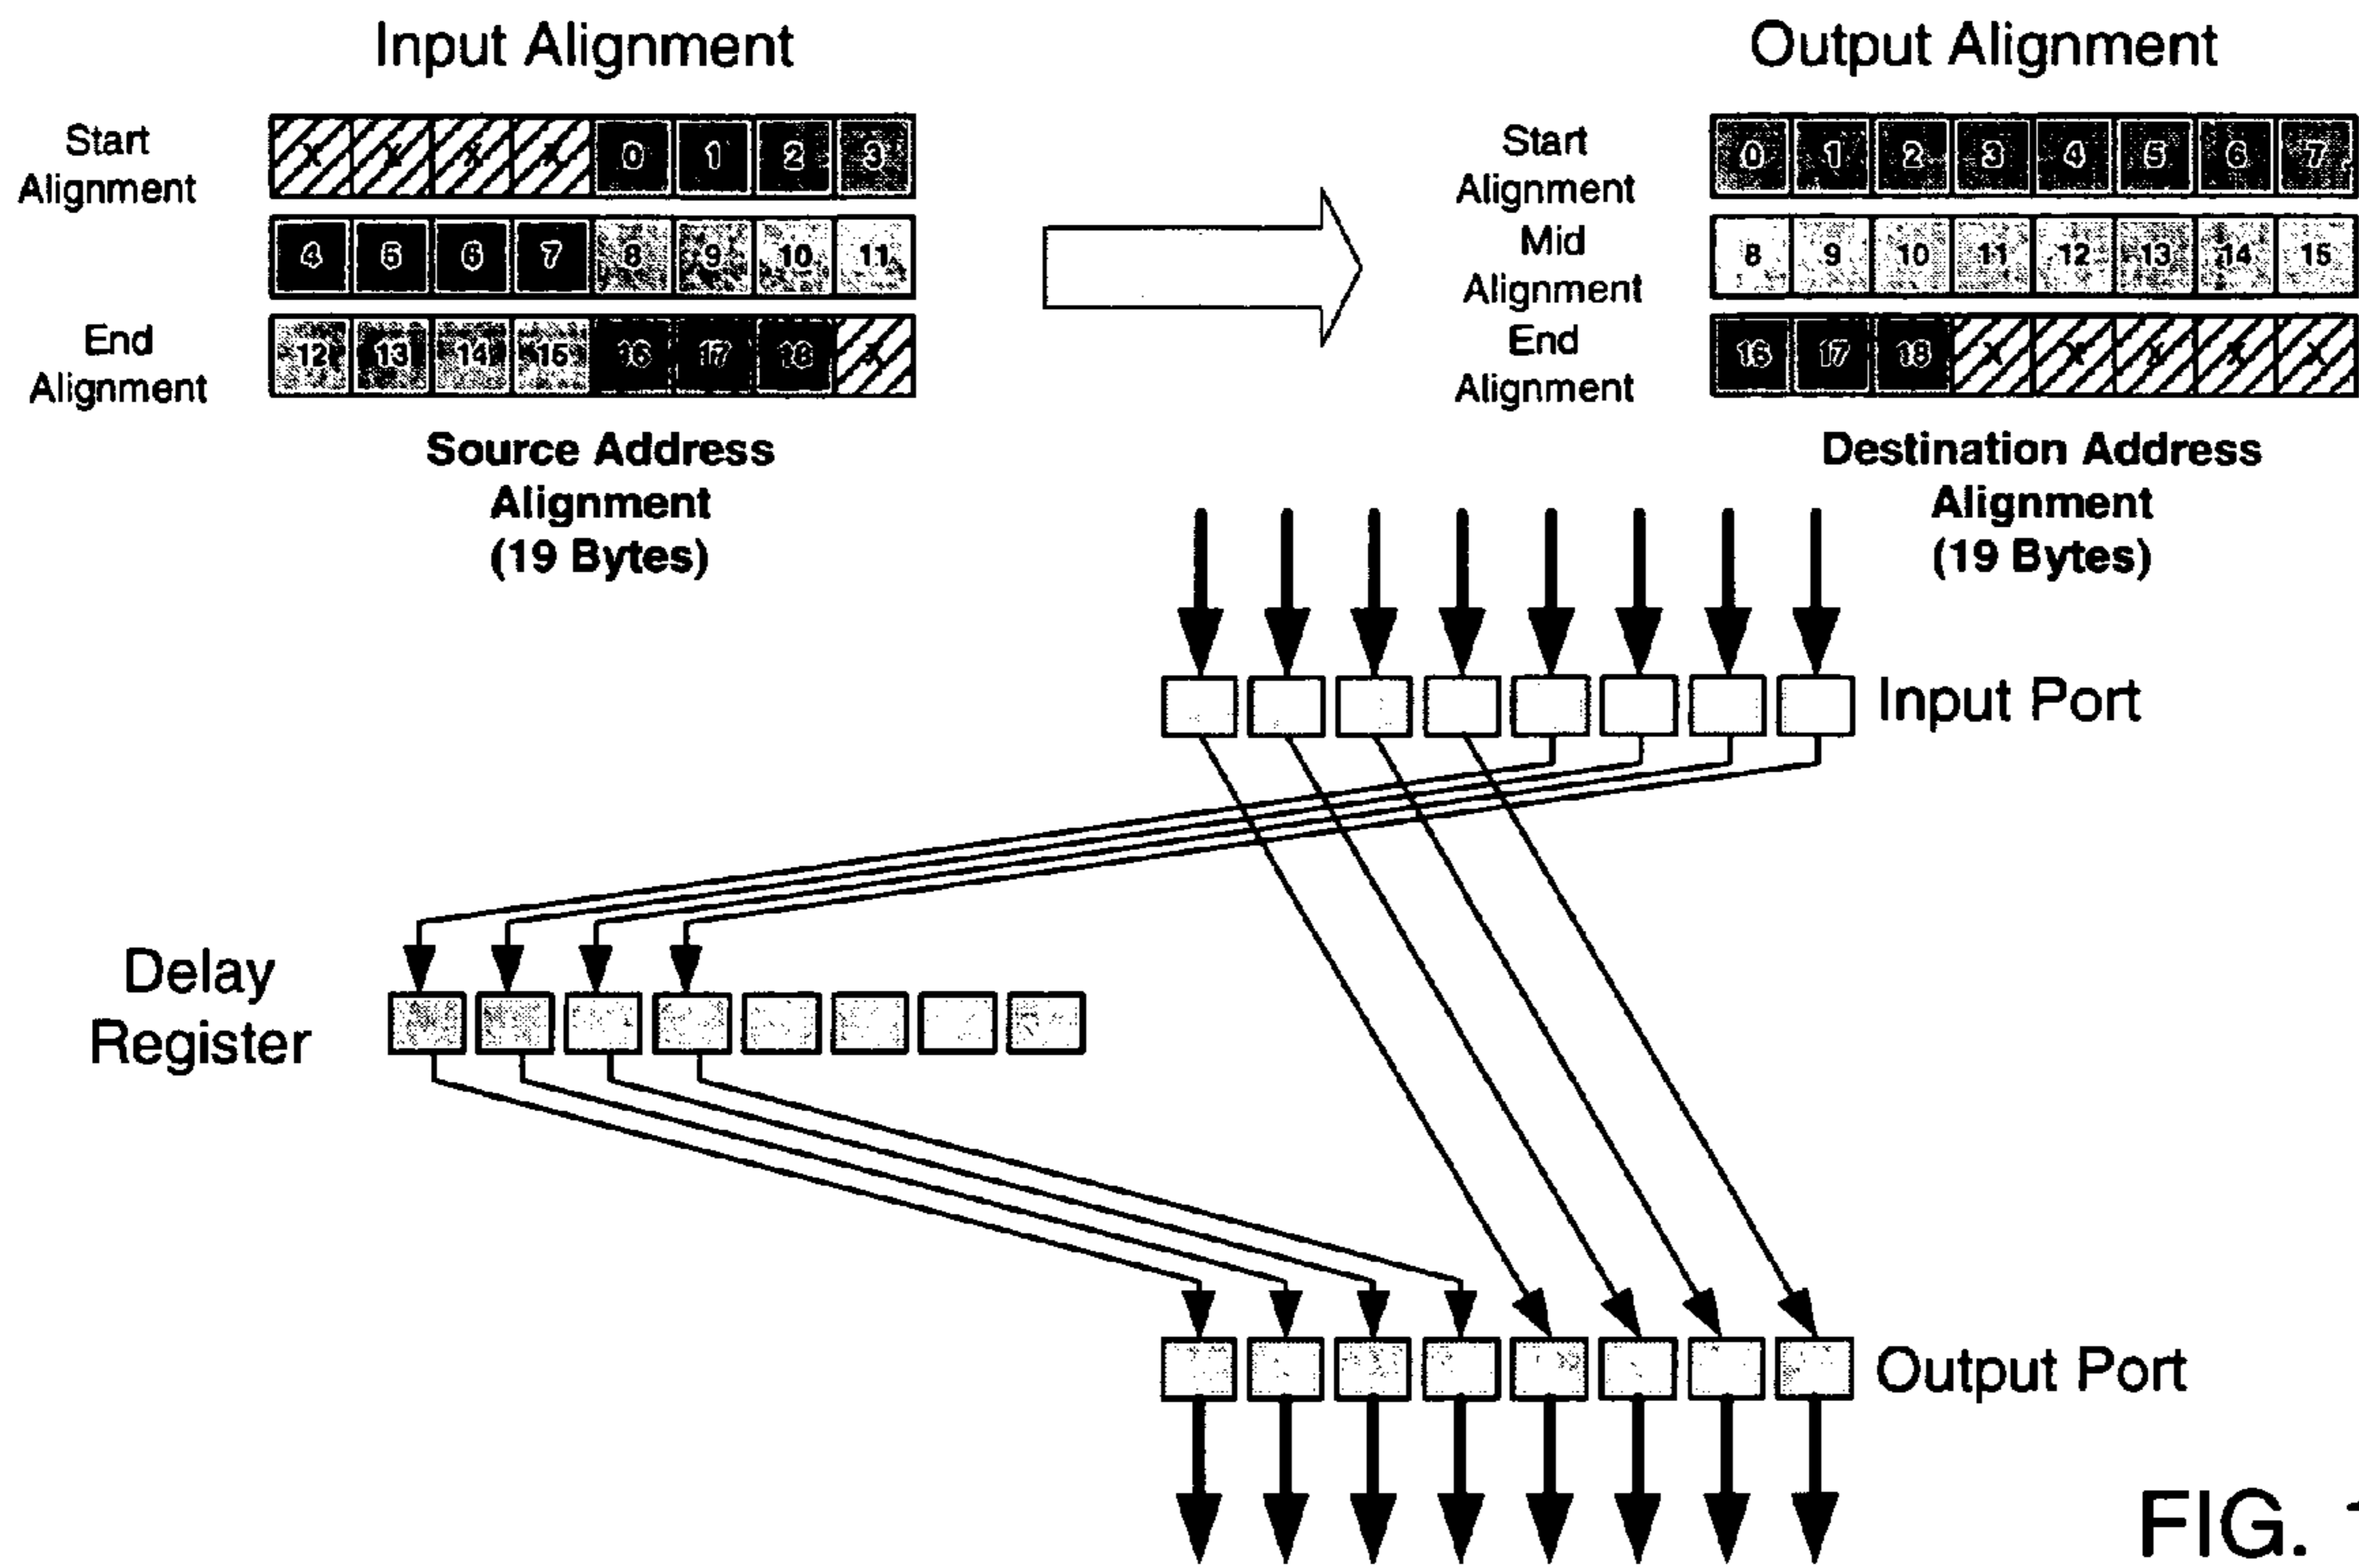 Input Alignment
Output Alignment
Start
Alignment
X X X X 0 1 2 3
4 5 6 7 8 9 10 11
End
Alignment
12 13 14 15 16 17 18 X
Source Address
Alignment
(19 Bytes)
Start
Alignment
0 1 2 3 4 5 6 7
Mid
Alignment
8 9 10 11 12 13 14 15
End
Alignment
16 17 18 X X X X X
Destination Address
Alignment
(19 Bytes)
Input Port
Delay
Register
Output Port
FIG.